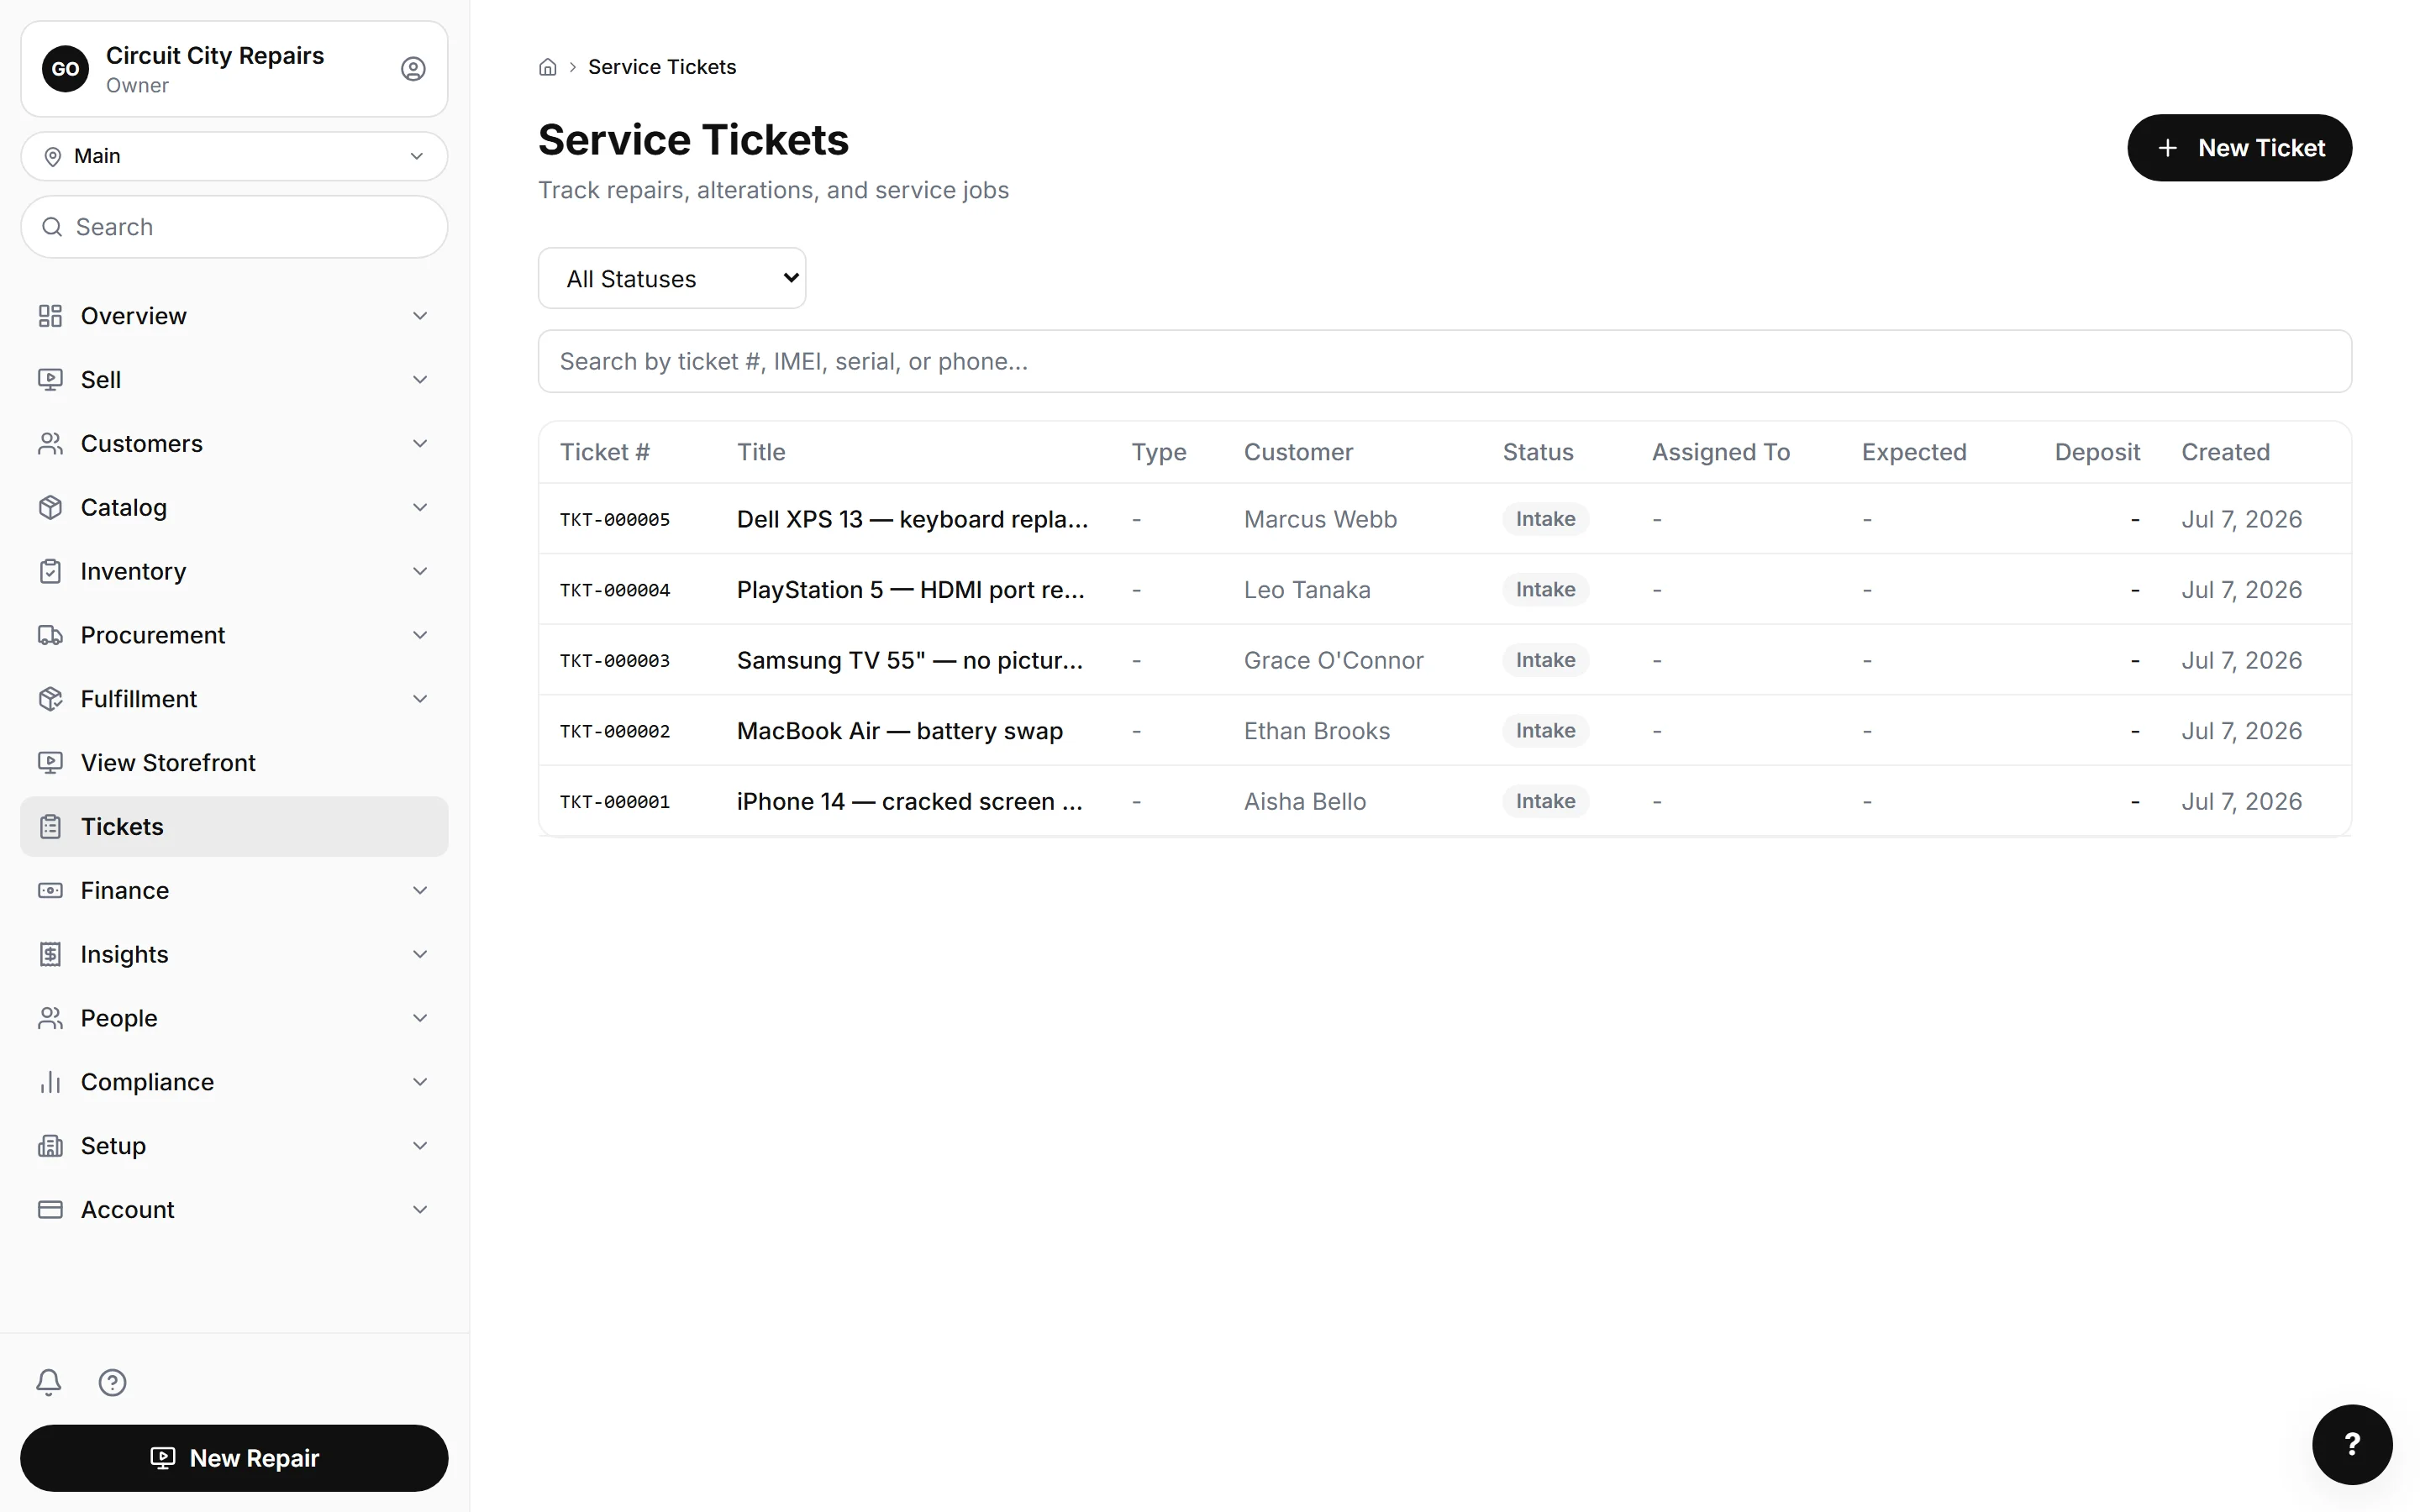 GO
Circuit City Repairs
Owner
Main
Search
Overview
Sell
Customers
Catalog
Inventory
Procurement
Fulfillment
View Storefront
Tickets
Finance
Insights
People
Compliance
Setup
Account
New Repair
Service Tickets
Service Tickets
Track repairs, alterations, and service jobs
New Ticket
All Statuses
Search by ticket #, IMEI, serial, or phone...
Ticket # Title Type Customer Status Assigned To Expected Deposit Created
TKT-000005 Dell XPS 13 — keyboard repla... - Marcus Webb Intake - - - Jul 7, 2026
TKT-000004 PlayStation 5 — HDMI port re... - Leo Tanaka Intake - - - Jul 7, 2026
TKT-000003 Samsung TV 55" — no pictur... - Grace O'Connor Intake - - - Jul 7, 2026
TKT-000002 MacBook Air — battery swap - Ethan Brooks Intake - - - Jul 7, 2026
TKT-000001 iPhone 14 — cracked screen ... - Aisha Bello Intake - - - Jul 7, 2026
?